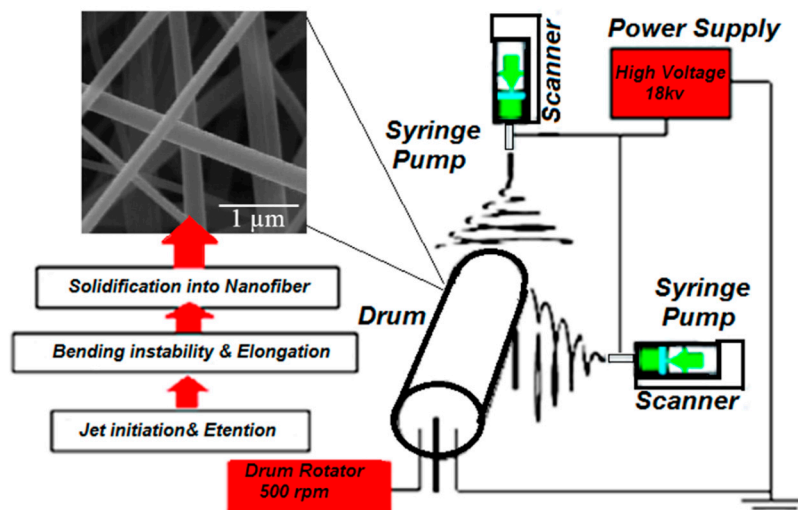 Power Supply
High Voltage
18kv
Scanner
Syringe
Pump
1 µm
Solidification into Nanofiber
Drum
Bending instability & Elongation
Syringe
Pump
Scanner
Jet initiation& Etention
Drum Rotator
500 rpm